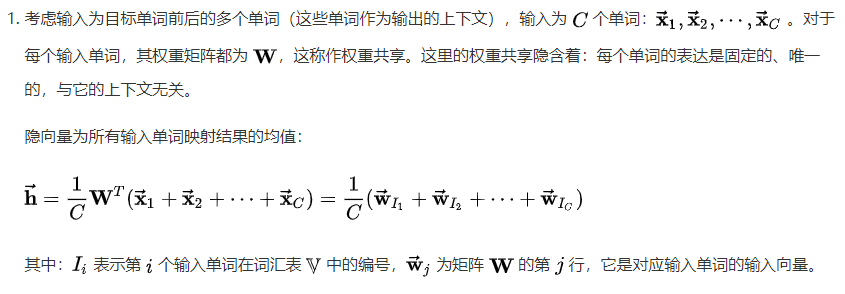 1. 考虑输入为目标单词前后的多个单词（这些单词作为输出的上下文），输入为 $C$ 个单词：$\vec{\mathbf{x}}_1, \vec{\mathbf{x}}_2, \cdots, \vec{\mathbf{x}}_C$ 。对于
每个输入单词，其权重矩阵都为 $\mathbf{W}$，这称作权重共享。这里的权重共享隐含着：每个单词的表达是固定的、唯一
的，与它的上下文无关。
隐向量为所有输入单词映射结果的均值：
$\vec{\mathbf{h}} = \frac{1}{C}\mathbf{W}^T(\vec{\mathbf{x}}_1 + \vec{\mathbf{x}}_2 + \cdots + \vec{\mathbf{x}}_C) = \frac{1}{C}(\vec{\mathbf{w}}_{I_1} + \vec{\mathbf{w}}_{I_2} + \cdots + \vec{\mathbf{w}}_{I_C})$
其中：$I_i$ 表示第 $i$ 个输入单词在词汇表 $\mathbb{V}$ 中的编号，$\vec{\mathbf{w}}_j$ 为矩阵 $\mathbf{W}$ 的第 $j$ 行，它是对应输入单词的输入向量。